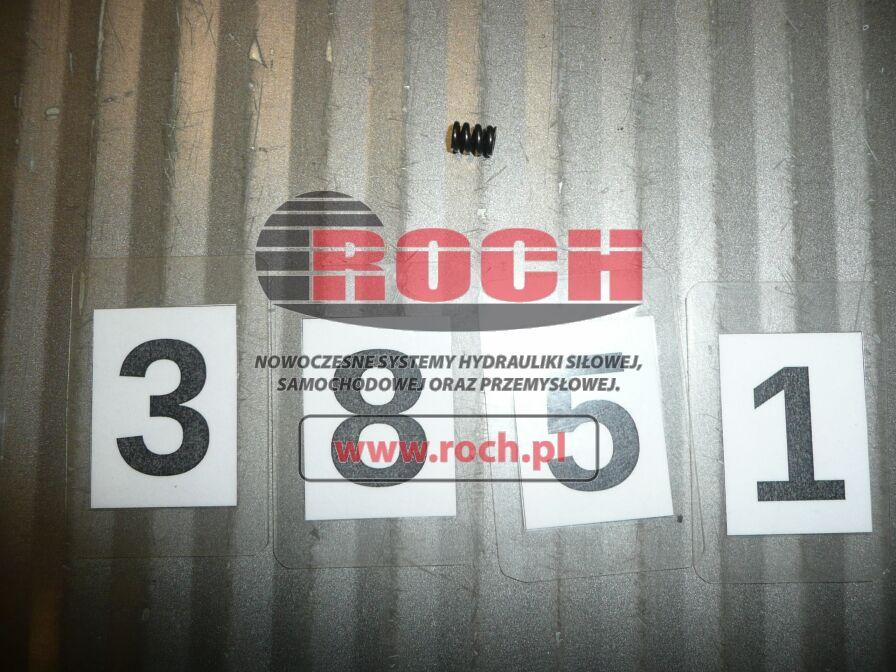 ROCH
NOWOCZESNE SYSTEMY HYDRAULIKI SIŁOWEJ,
SAMOCHODOWEJ ORAZ PRZEMYSŁOWEJ.
www.roch.pl
3 8 5 1